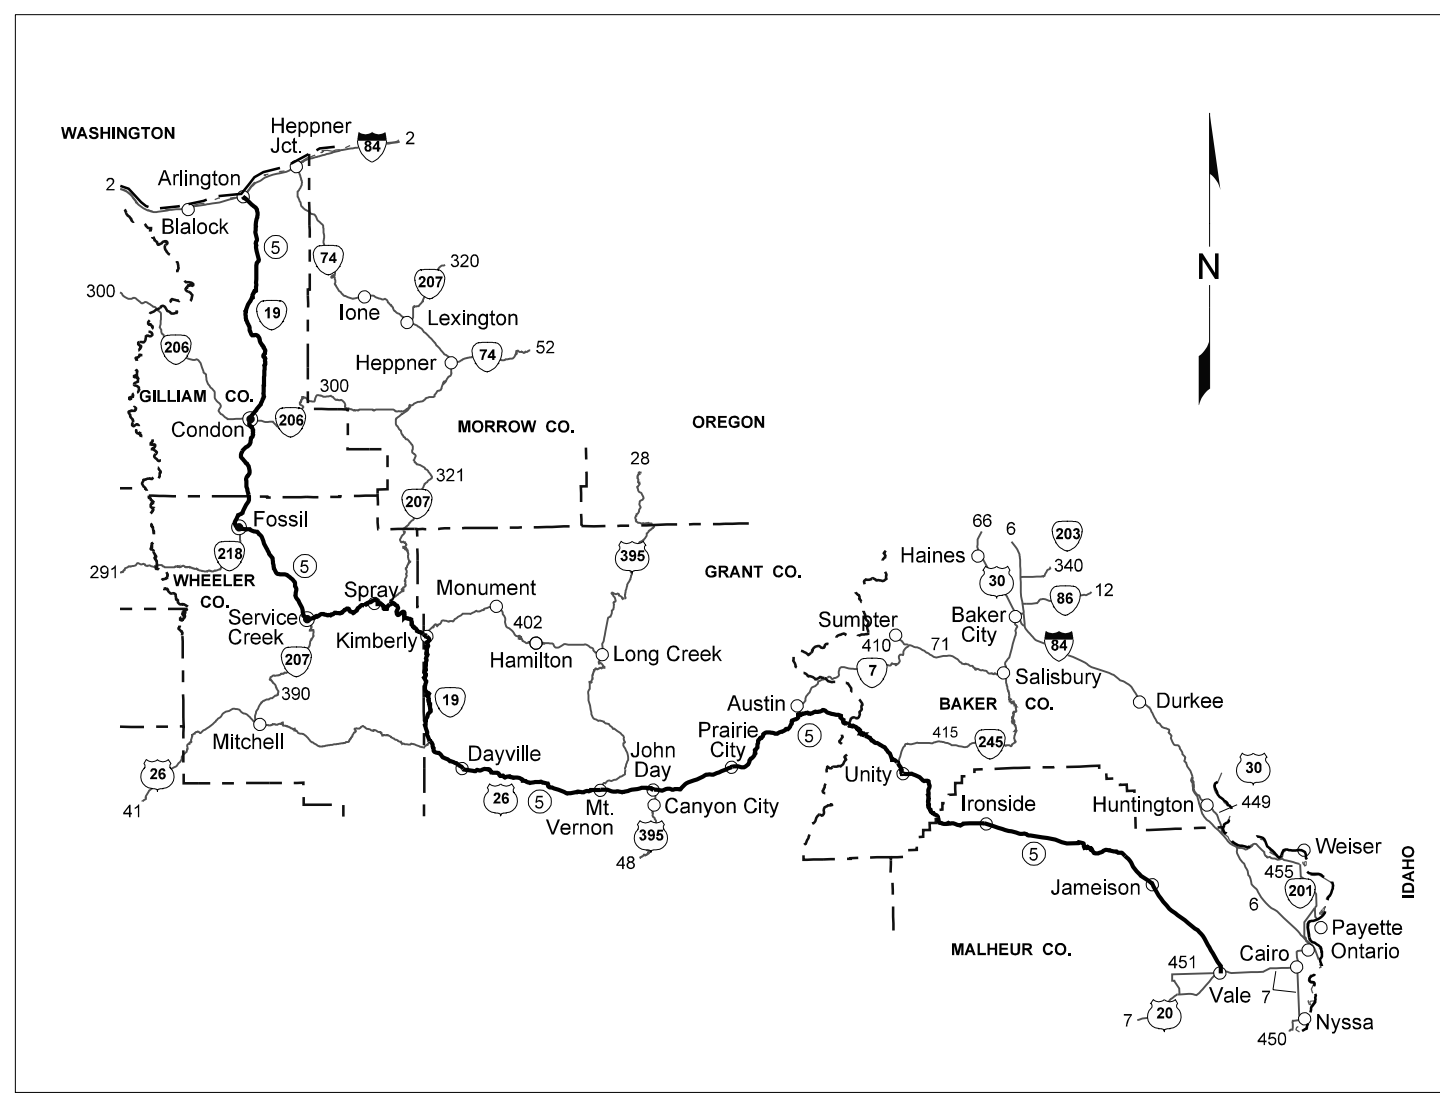 WASHINGTON
Heppner
Jct.
84
2
Arlington
2
Blalock
5
74
320
207
300
19
Ione
Lexington
206
Heppner
74
52
300
GILLIAM CO.
206
Condon
MORROW CO.
OREGON
28
321
207
Fossil
66
6
203
218
395
Haines
291
5
340
WHEELER
CO.
GRANT CO.
30
86
12
Spray
Monument
Service
Creek
402
Baker
City
Sumpter
Kimberly
Hamilton
Long Creek
410
71
84
207
7
Salisbury
390
19
Austin
BAKER CO.
Durkee
Mitchell
Prairie
City
5
415
245
Dayville
John
Day
Unity
26
26
5
Mt.
Vernon
Canyon City
Ironside
Huntington
30
449
41
395
48
5
Weiser
455
IDAHO
Jameison
201
6
Payette
MALHEUR CO.
Cairo
Ontario
451
Vale
7
7
20
Nyssa
450
N